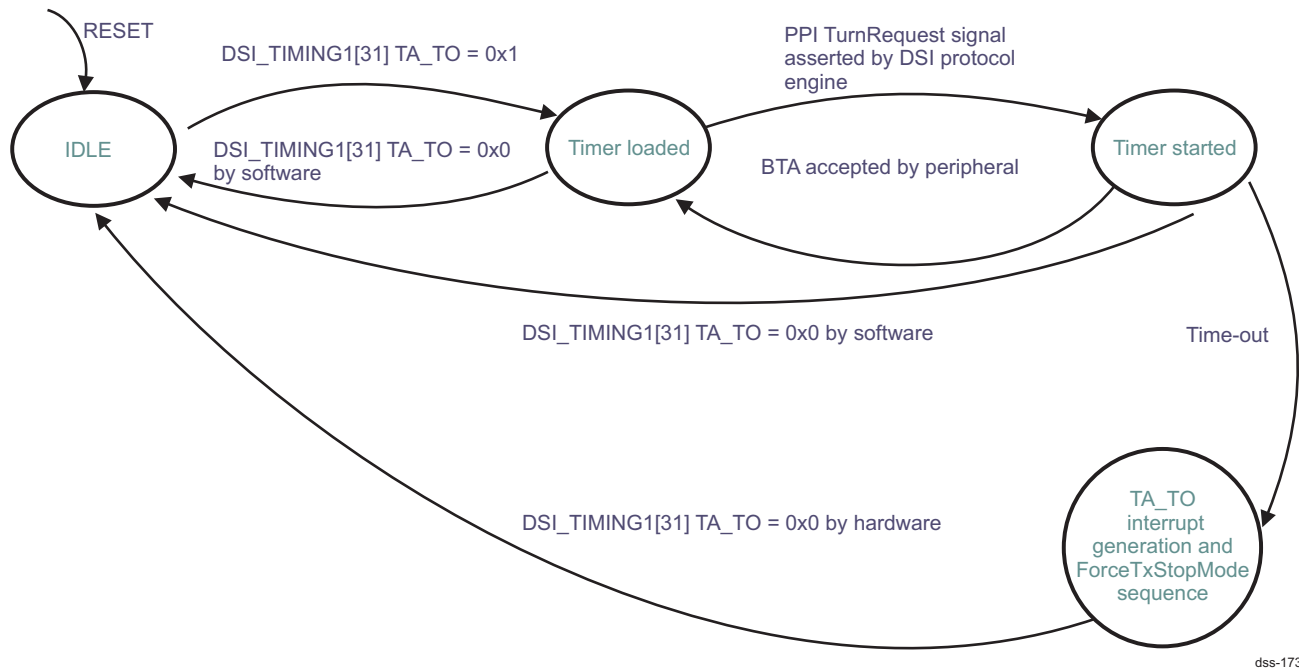 RESET
DSI_TIMING1[31] TA_TO = 0x1
PPI TurnRequest signal
asserted by DSI protocol
engine
IDLE
DSI_TIMING1[31] TA_TO = 0x0
by software
Timer loaded
BTA accepted by peripheral
Timer started
DSI_TIMING1[31] TA_TO = 0x0 by software
Time-out
DSI_TIMING1[31] TA_TO = 0x0 by hardware
TA_TO
interrupt
generation and
ForceTxStopMode
sequence
dss-173